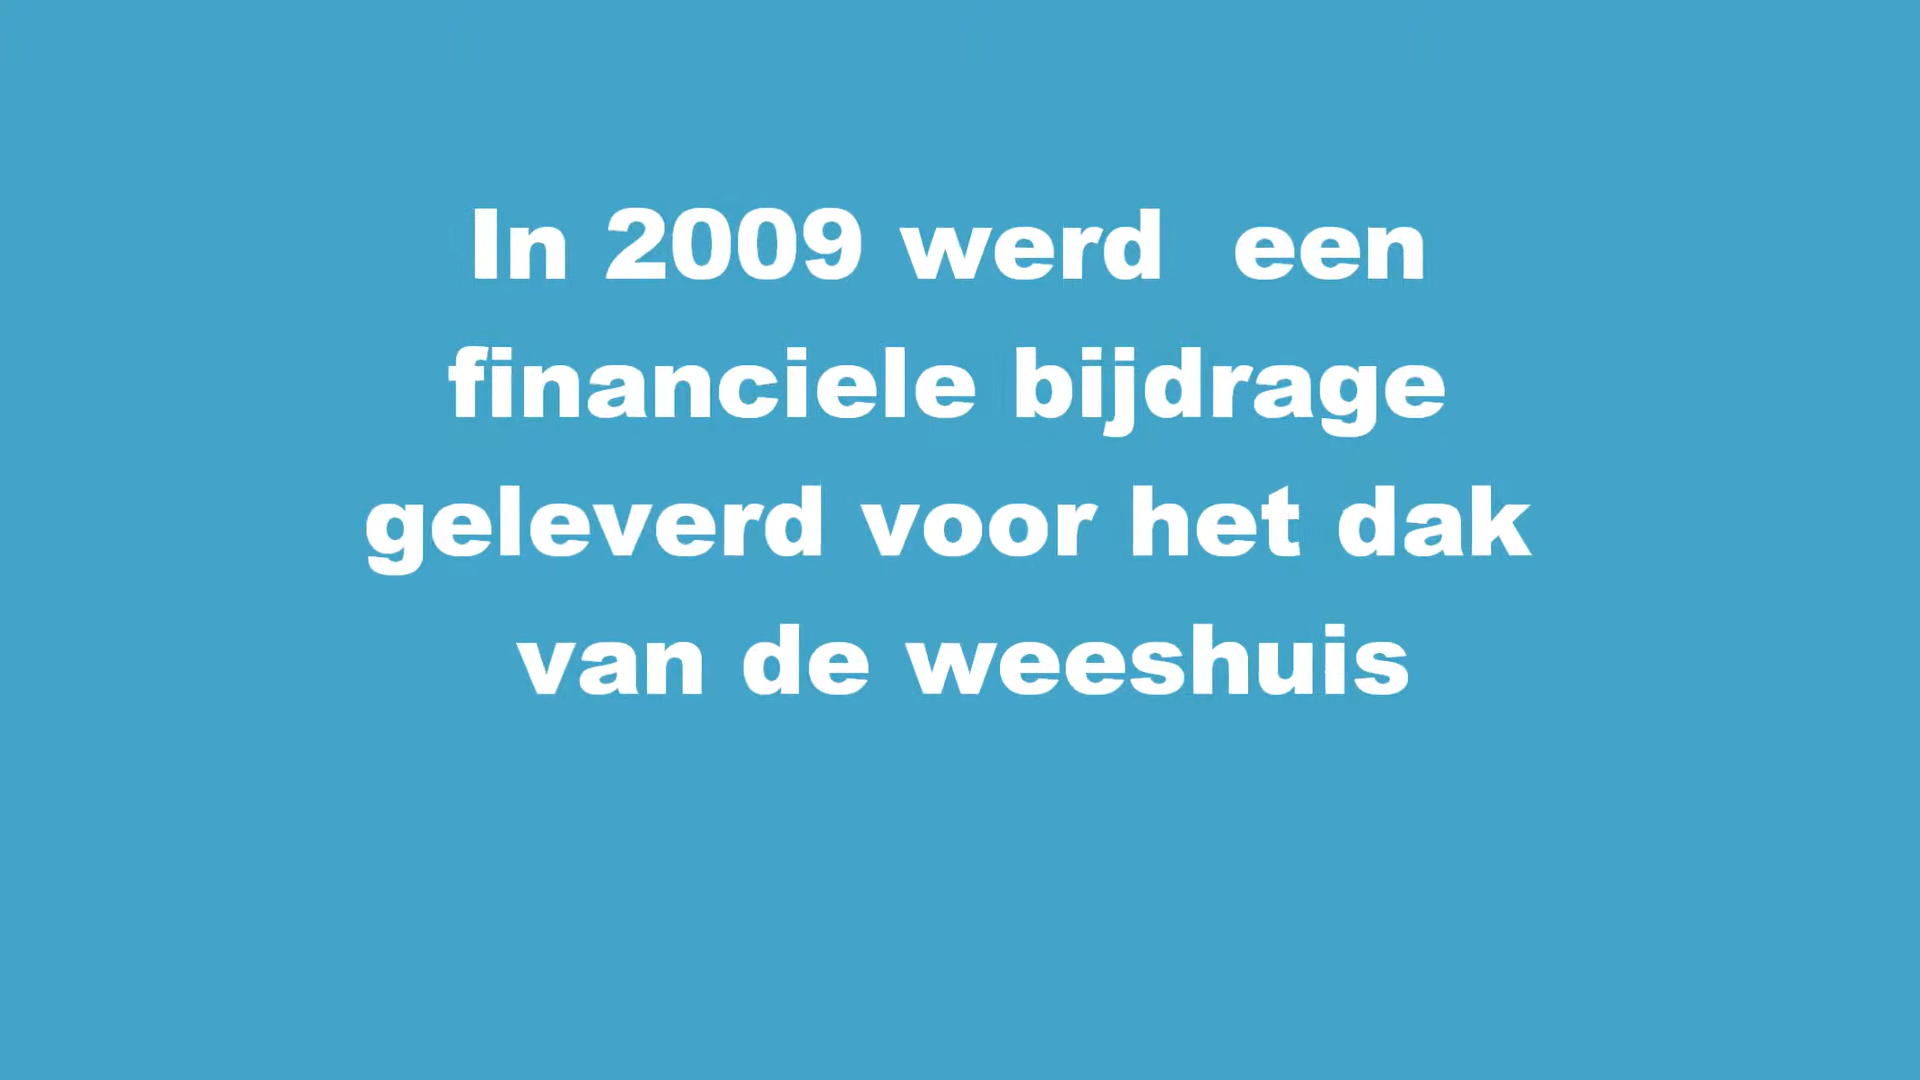 In 2009 werd  een
financiele bijdrage
geleverd voor het dak
van de weeshuis